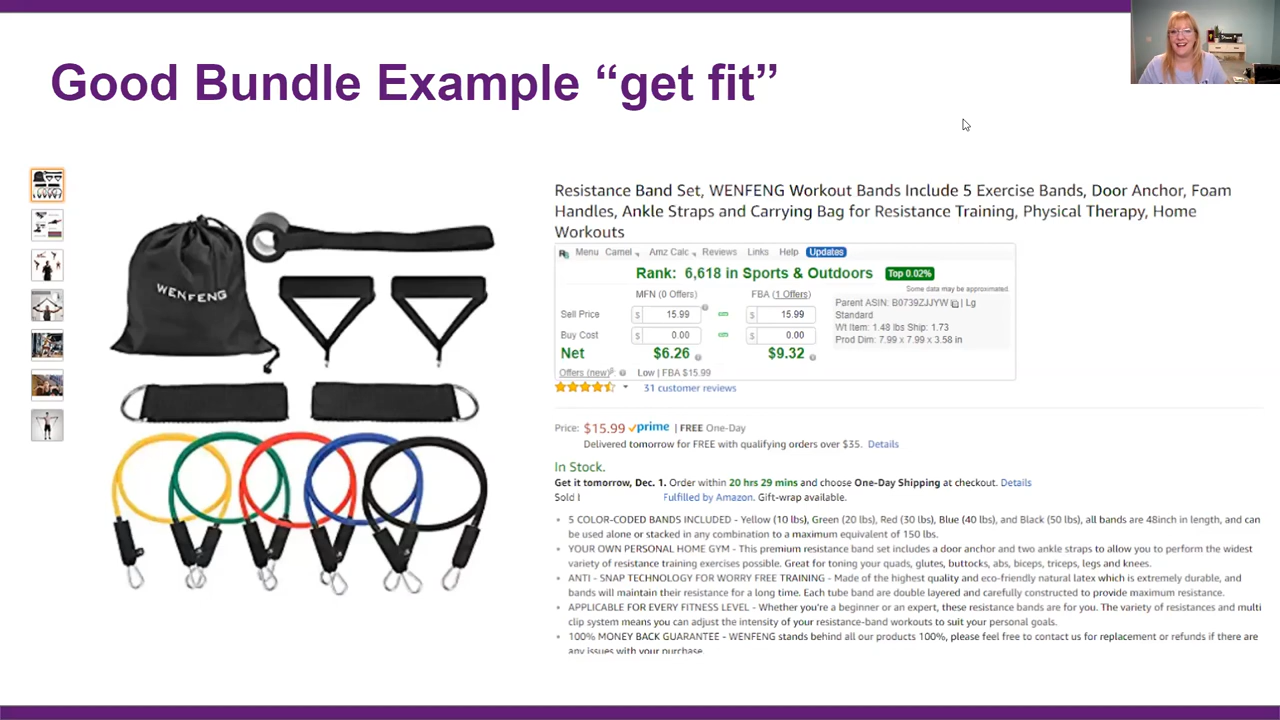 Good Bundle Example “get fit”
WENFENG
Resistance Band Set, WENFENG Workout Bands Include 5 Exercise Bands, Door Anchor, Foam
Handles, Ankle Straps and Carrying Bag for Resistance Training, Physical Therapy, Home
Workouts
Menu Camel Amz Calc Reviews Links Help Updates
Rank: 6,618 in Sports & Outdoors Top 0.02%
Some data may be approximated.
MFN (0 Offers) FBA (1 Offers)
Parent ASIN: B0739ZJJYW | Lg
Standard
Wt Item: 1.48 lbs Ship: 1.73
Prod Dim: 7.99 x 7.99 x 3.58 in
Sell Price $ 15.99 $ 15.99
Buy Cost $ 0.00 $ 0.00
Net $6.26 $9.32
Offers (new) Low | FBA $15.99
31 customer reviews
Price: $15.99 prime | FREE One-Day
Delivered tomorrow for FREE with qualifying orders over $35. Details
In Stock.
Get it tomorrow, Dec. 1. Order within 20 hrs 29 mins and choose One-Day Shipping at checkout. Details
Sold Fulfilled by Amazon. Gift-wrap available.
• 5 COLOR-CODED BANDS INCLUDED - Yellow (10 lbs), Green (20 lbs), Red (30 lbs), Blue (40 lbs), and Black (50 lbs), all bands are 48inch in length, and can
be used alone or stacked in any combination to a maximum equivalent of 150 lbs.
• YOUR OWN PERSONAL HOME GYM - This premium resistance band set includes a door anchor and two ankle straps to allow you to perform the widest
variety of resistance training exercises possible. Great for toning your quads, glutes, buttocks, abs, biceps, triceps, legs and knees.
• ANTI - SNAP TECHNOLOGY FOR WORRY FREE TRAINING - Made of the highest quality and eco-friendly natural latex which is extremely durable, and
bands will maintain their resistance for a long time. Each tube band are double layered and carefully constructed to provide maximum resistance.
• APPLICABLE FOR EVERY FITNESS LEVEL - Whether you're a beginner or an expert, these resistance bands are for you. The variety of resistances and multi
clip system means you can adjust the intensity of your resistance-band workouts to suit your personal goals.
• 100% MONEY BACK GUARANTEE - WENFENG stands behind all our products 100%, please feel free to contact us for replacement or refunds if there are
any issues with your purchase.